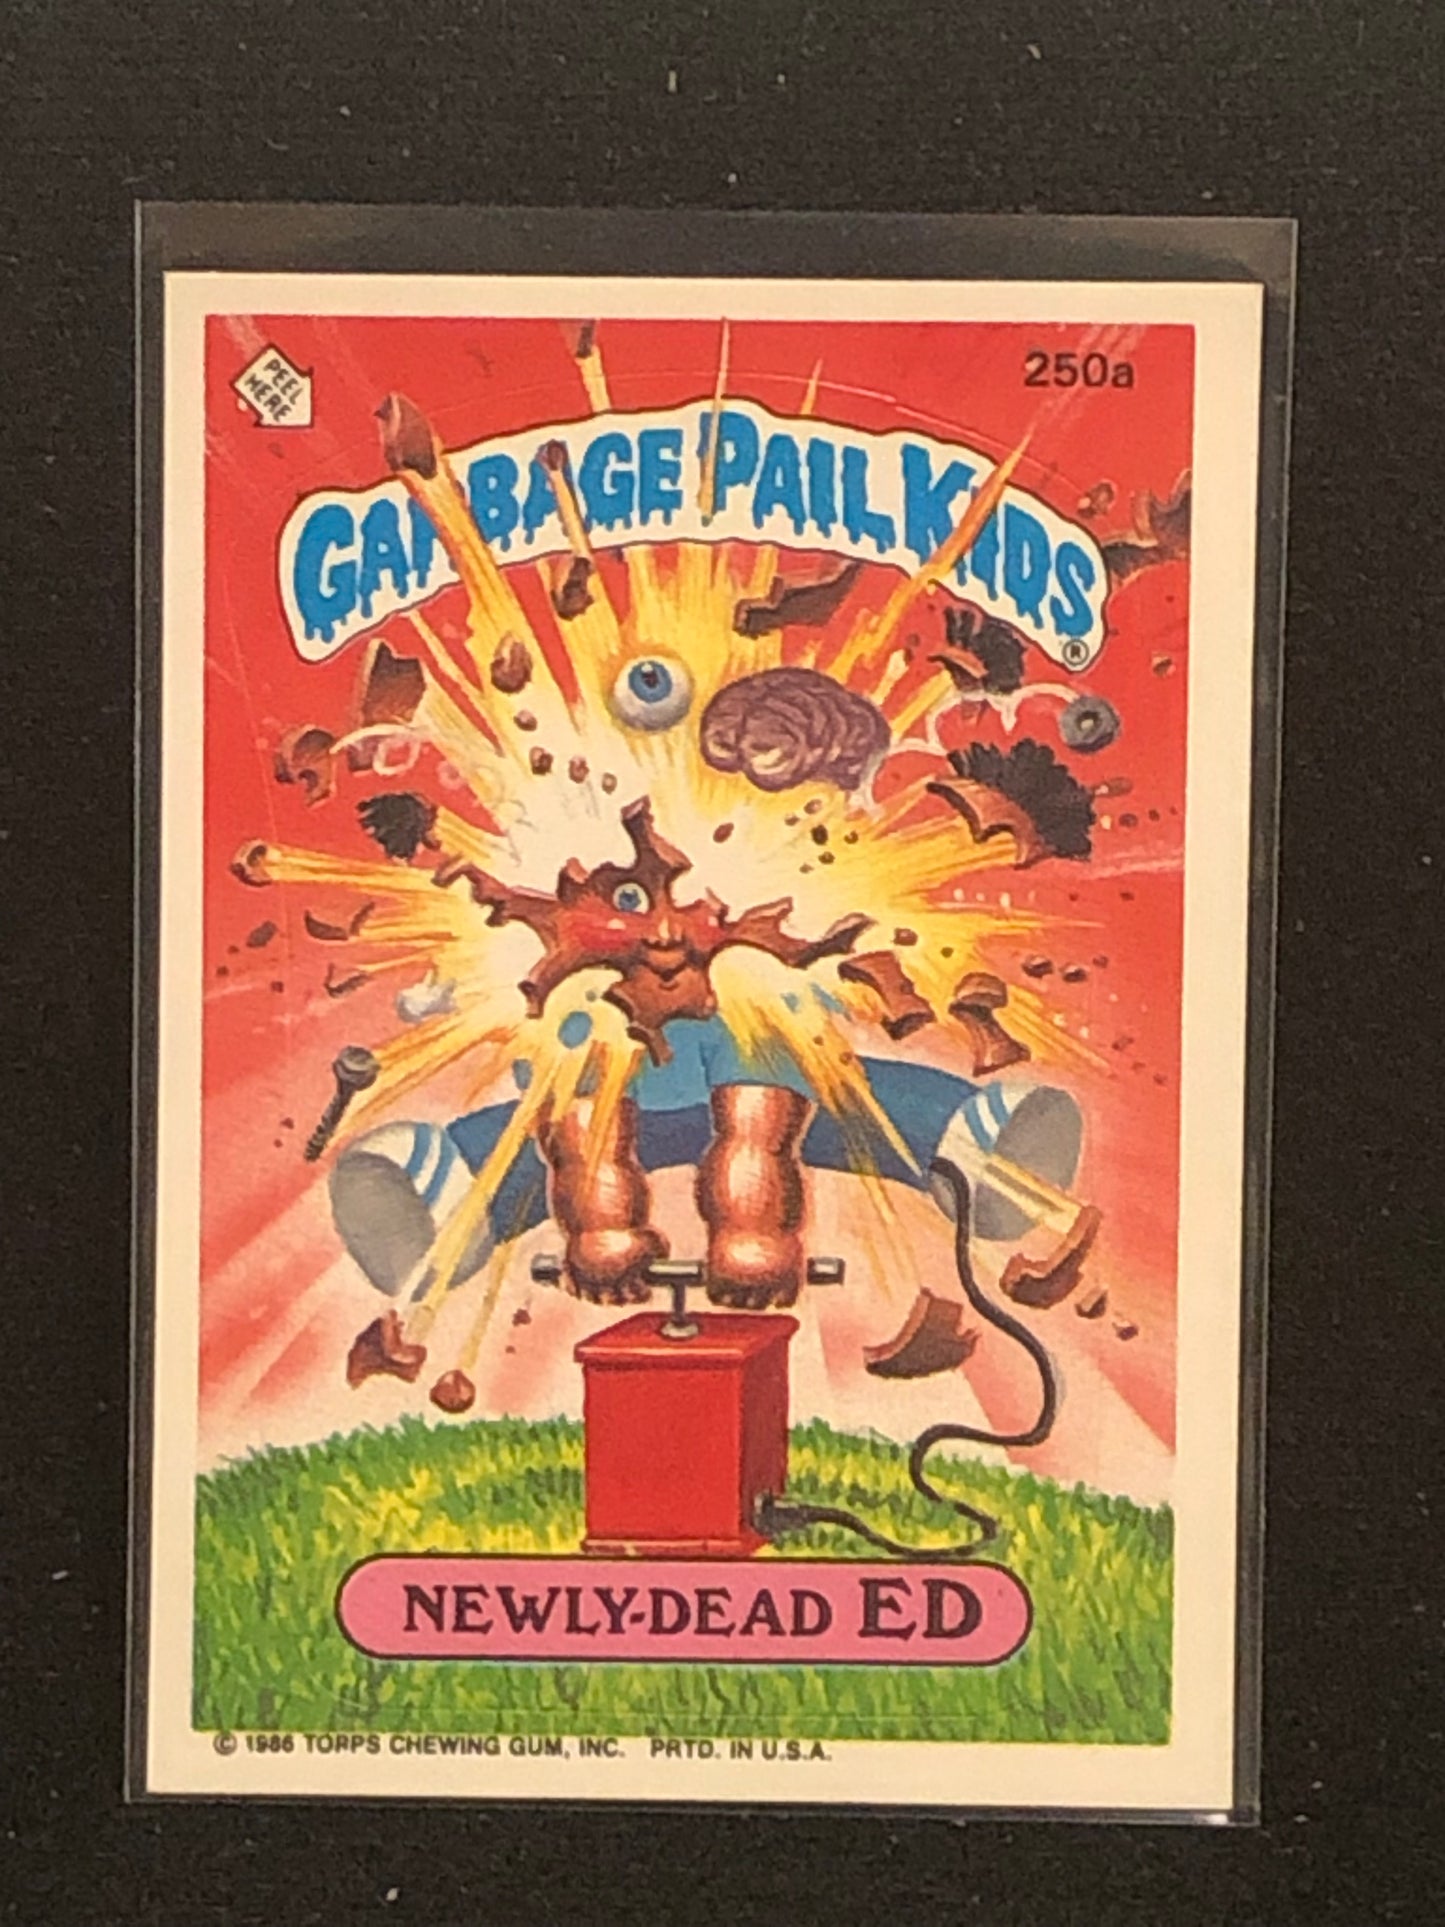 PEEL
HERE
250a
GARBAGE PAIL KIDS
®
NEWLY-DEAD ED
© 1986 TOPPS CHEWING GUM, INC. PRTD. IN U.S.A.